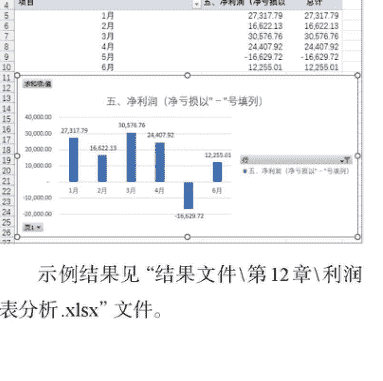 项目 五、净利润（净亏损以 总计
1月 27,317.79 27,317.79
2月 16,622.13 16,622.13
3月 30,576.76 30,576.76
4月 24,407.92 24,407.92
5月 -16,629.72 -16,629.72
6月 12,255.01 12,255.01
求和项:值
五、净利润（净亏损以"－"号填列）
40,000.00
30,000.00
20,000.00
10,000.00
-
-10,000.00
-20,000.00
27,317.79
16,622.13
30,576.76
24,407.92
-16,629.72
12,255.01
1月 2月 3月 4月 6月
列
五、净利润（净亏损以"－"号填列）
示例结果见“结果文件\第12章\利润
表分析.xlsx”文件。